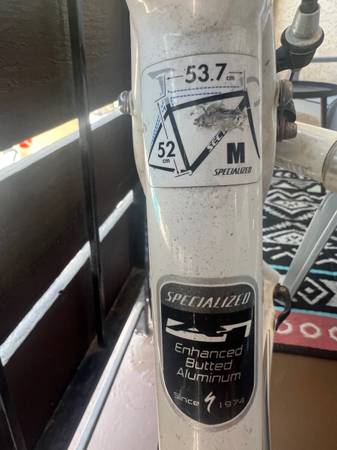 53.7
cm
52
cm
M
SPECIALIZED
SPECIALIZED
Enhanced
Butted
Aluminum
Since 1974